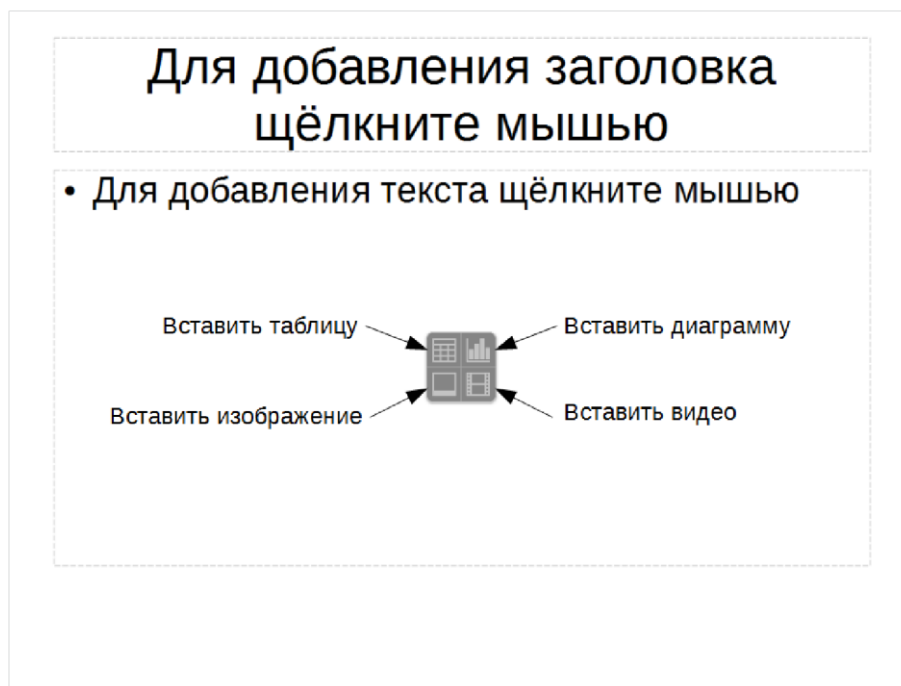 Для добавления заголовка
щёлкните мышью
• Для добавления текста щёлкните мышью
Вставить таблицу
Вставить диаграмму
Вставить изображение
Вставить видео